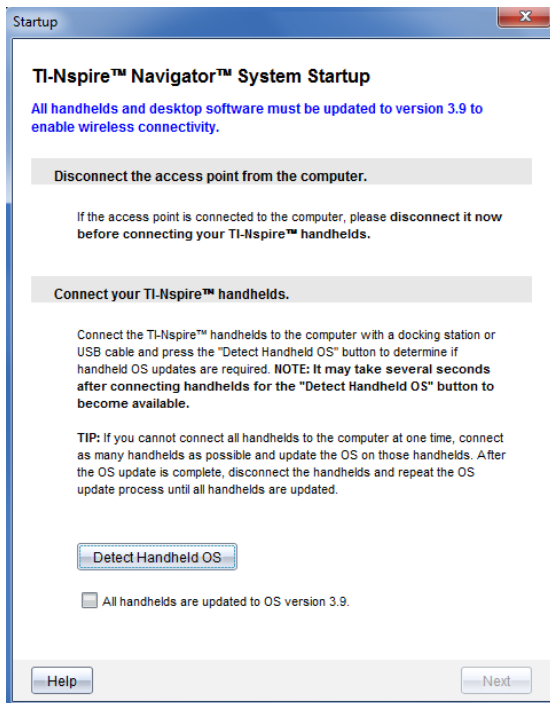 Startup
TI-Nspire™ Navigator™ System Startup
All handhelds and desktop software must be updated to version 3.9 to
enable wireless connectivity.
Disconnect the access point from the computer.
If the access point is connected to the computer, please disconnect it now
before connecting your TI-Nspire™ handhelds.
Connect your TI-Nspire™ handhelds.
Connect the TI-Nspire™ handhelds to the computer with a docking station or
USB cable and press the "Detect Handheld OS" button to determine if
handheld OS updates are required. NOTE: It may take several seconds
after connecting handhelds for the "Detect Handheld OS" button to
become available.
TIP: If you cannot connect all handhelds to the computer at one time, connect
as many handhelds as possible and update the OS on those handhelds. After
the OS update is complete, disconnect the handhelds and repeat the OS
update process until all handhelds are updated.
Detect Handheld OS
All handhelds are updated to OS version 3.9.
Help
Next